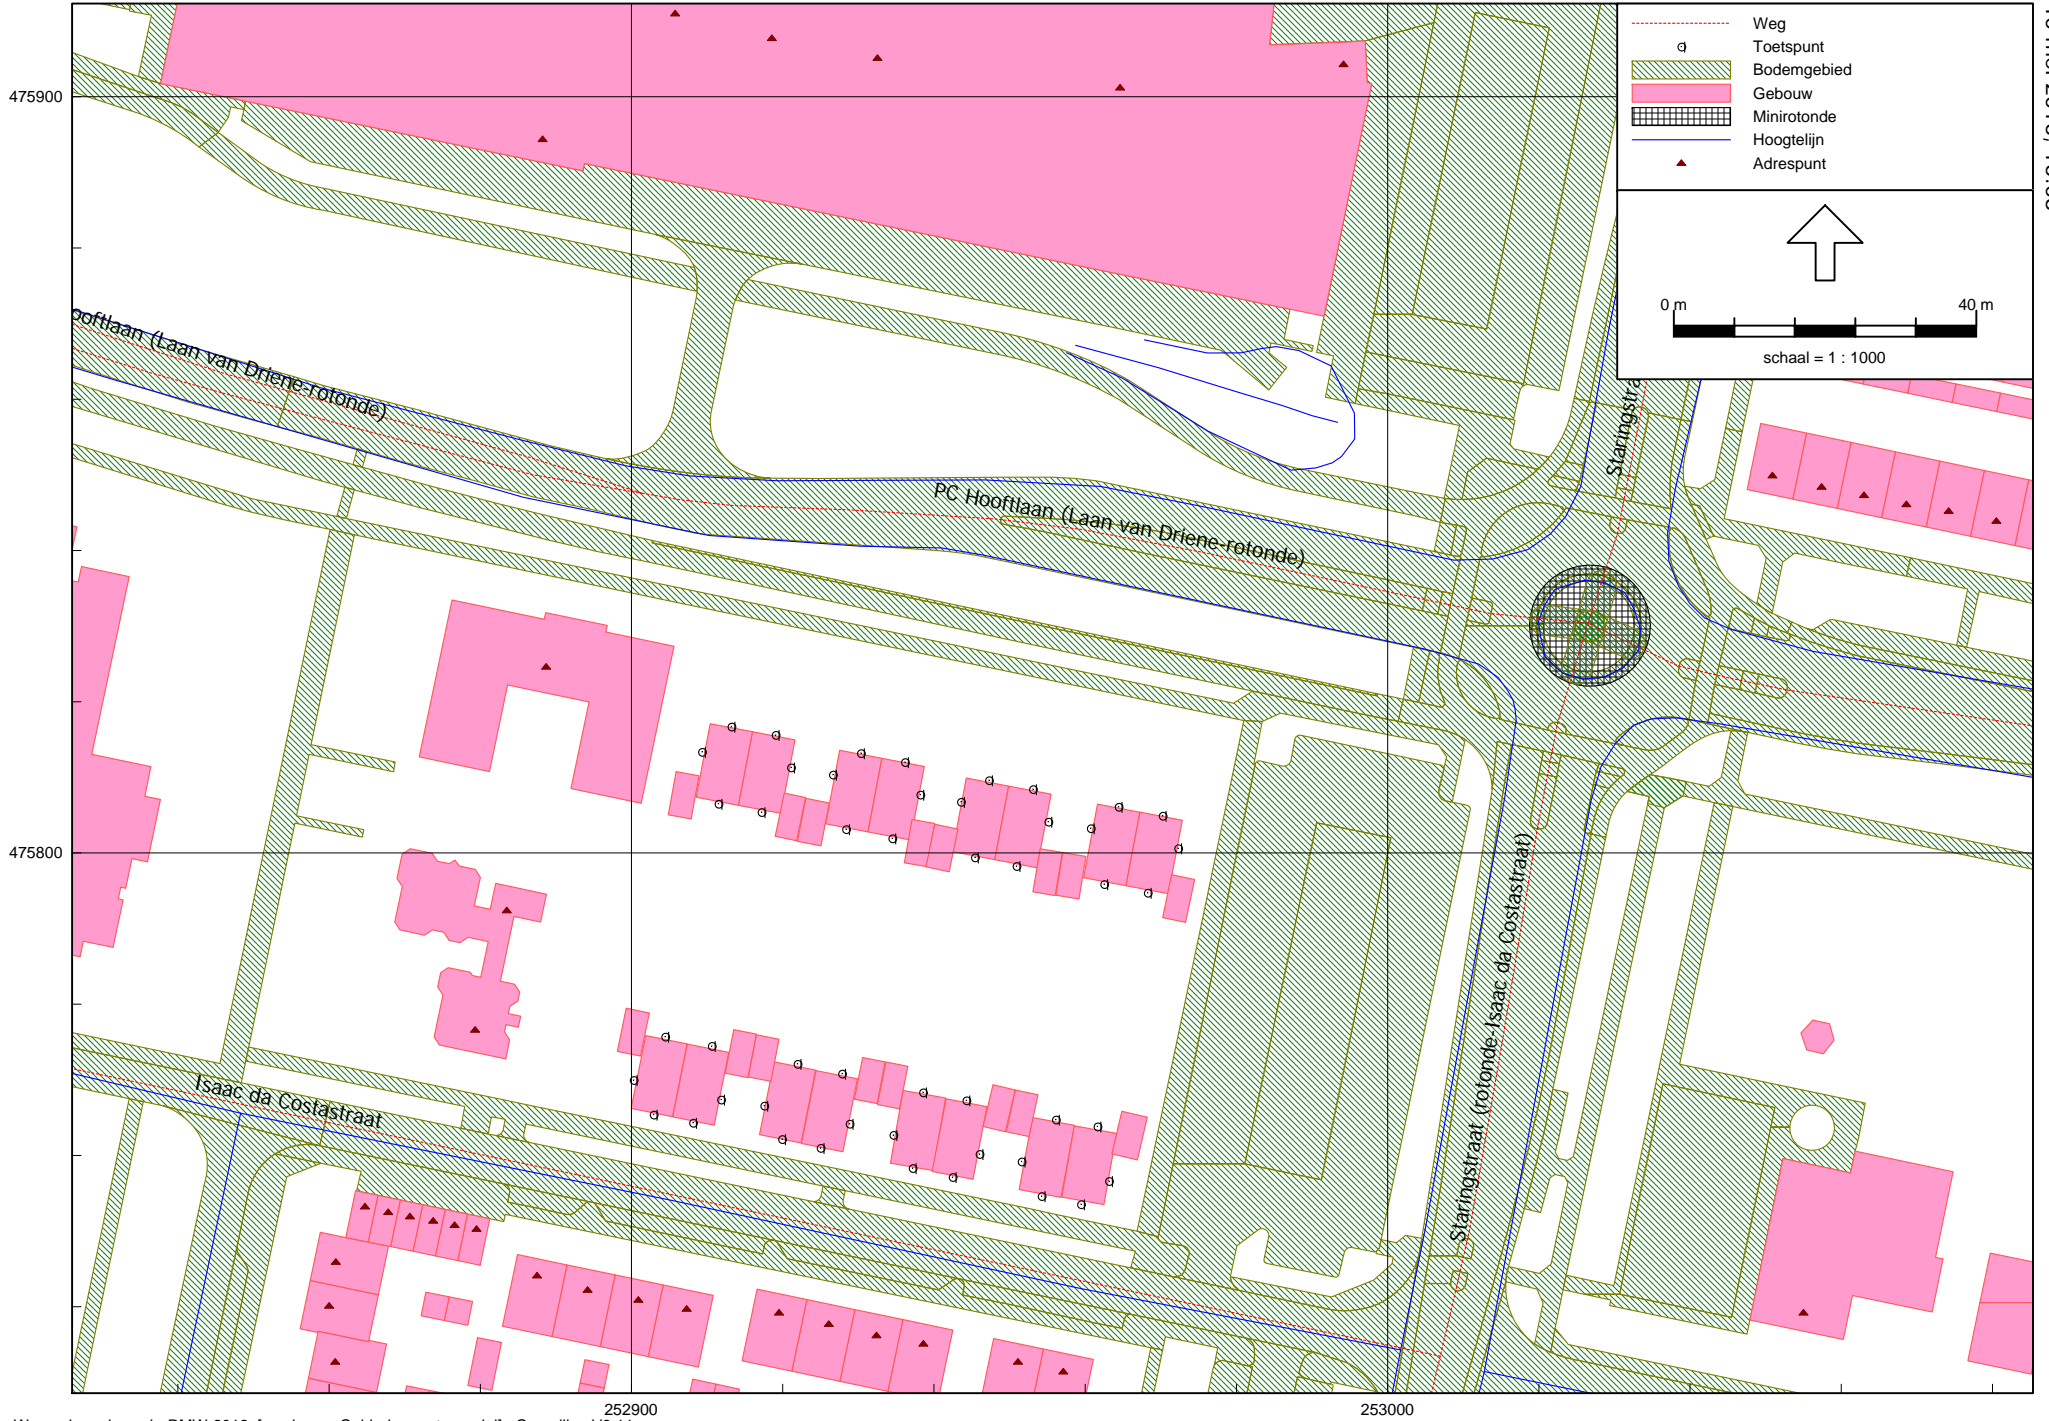 Weg
Toetspunt
Bodemgebied
Gebouw
Minirotonde
Hoogtelijn
Adrespunt
475900
0 m 40 m
schaal = 1 : 1000
ooftlaan (Laan van Driene-rotonde)
Staringstra
PC Hooftlaan (Laan van Driene-rotonde)
475800
Staringstraat (rotonde-Isaac da Costastraat)
Isaac da Costastraat
252900 253000